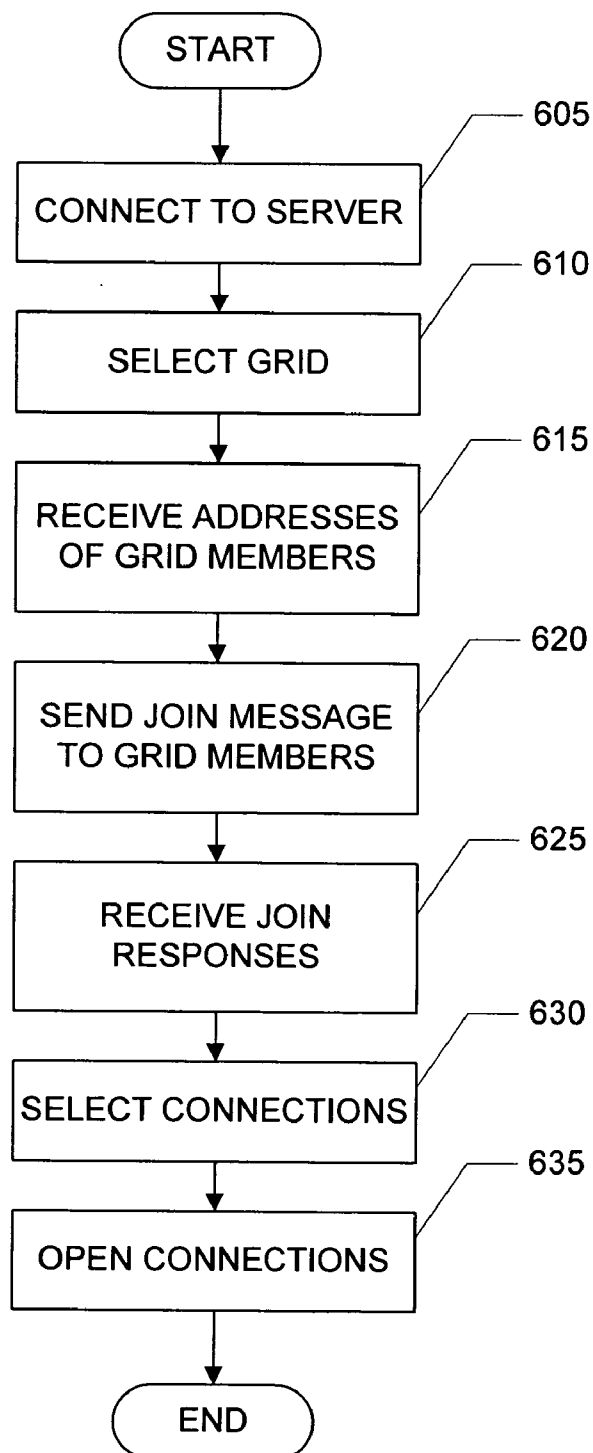 START
605
CONNECT TO SERVER
610
SELECT GRID
615
RECEIVE ADDRESSES
OF GRID MEMBERS
620
SEND JOIN MESSAGE
TO GRID MEMBERS
625
RECEIVE JOIN
RESPONSES
630
SELECT CONNECTIONS
635
OPEN CONNECTIONS
END